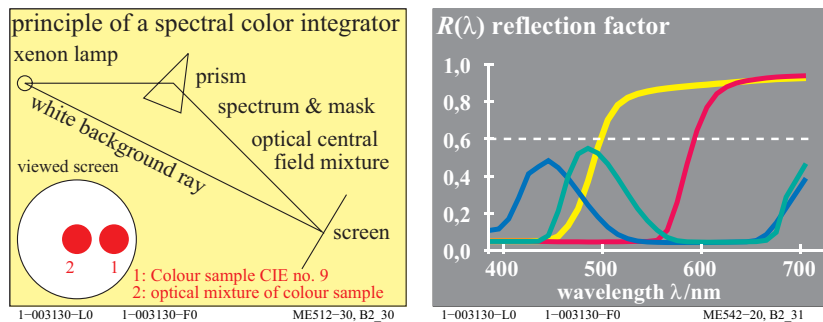 principle of a spectral color integrator
xenon lamp
prism
spectrum & mask
white background ray
optical central
field mixture
viewed screen
screen
2 1
1: Colour sample CIE no. 9
2: optical mixture of colour sample
1−003130−L0 1−003130−F0 ME512−30, B2_30
R(λ) reflection factor
1,0
0,8
0,6
0,4
0,2
0,0
400 500 600 700
wavelength λ/nm
1−003130−L0 1−003130−F0 ME542−20, B2_31